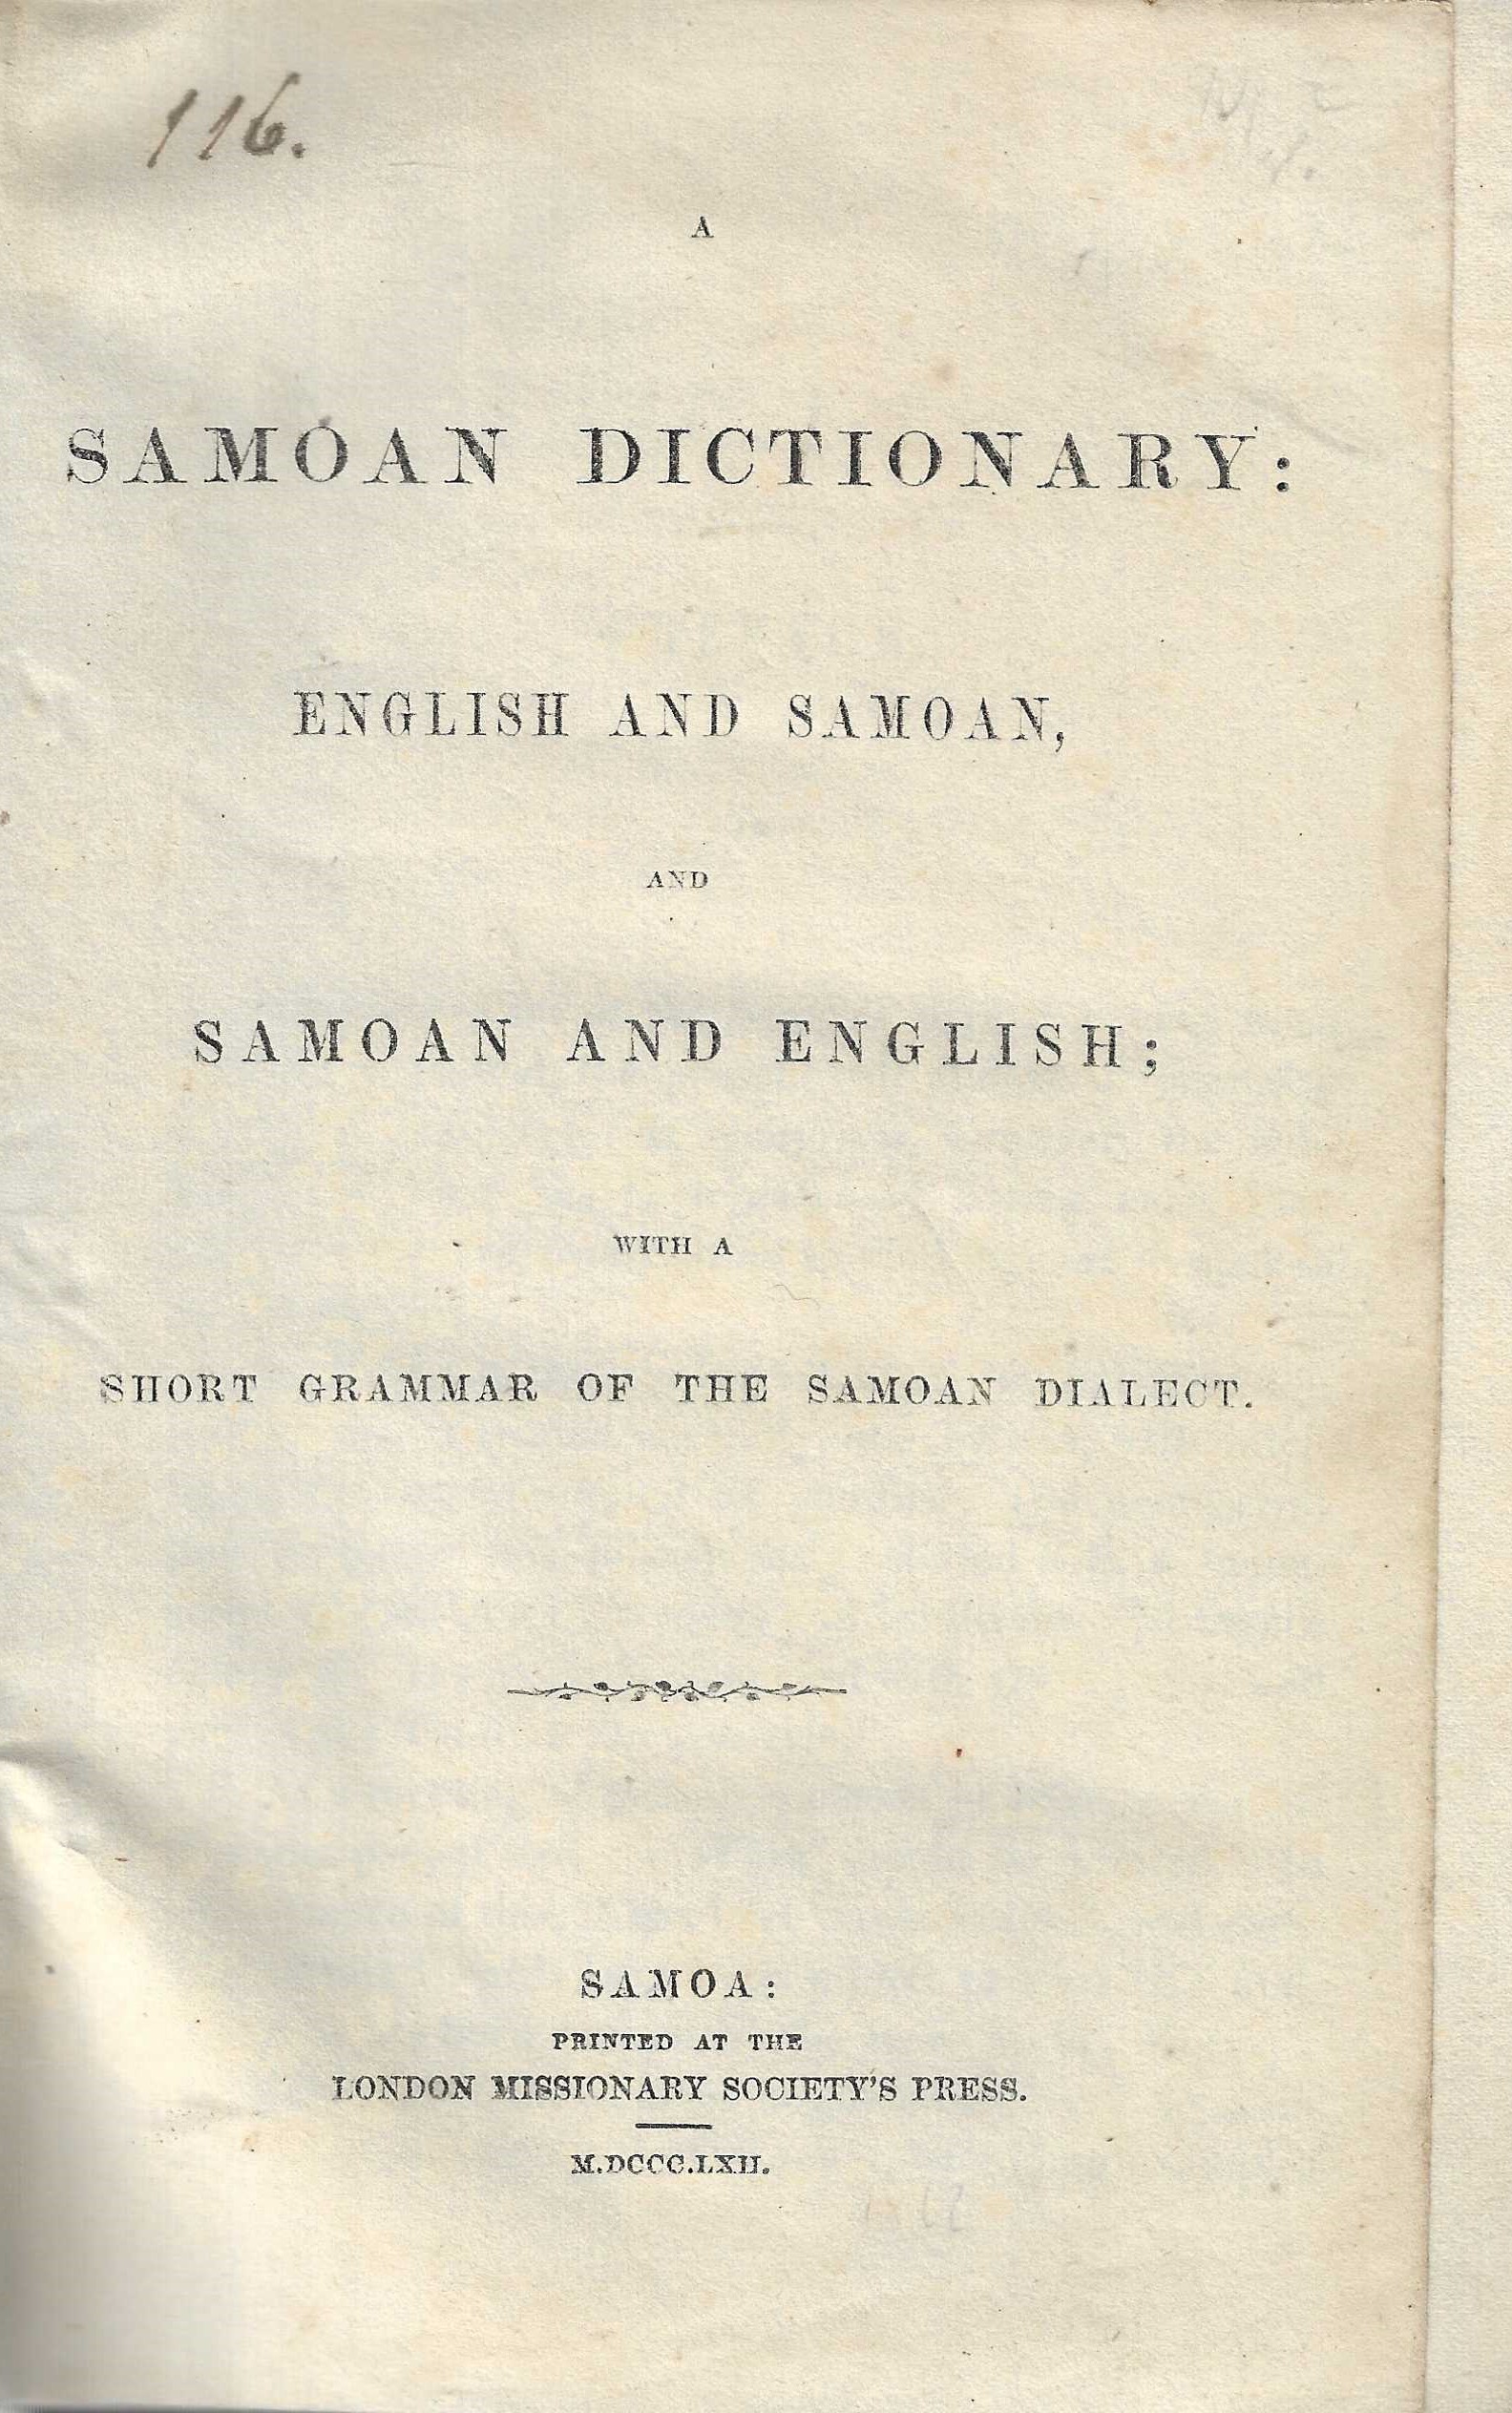 116.
A
SAMOAN DICTIONARY:
ENGLISH AND SAMOAN,
AND
SAMOAN AND ENGLISH;
WITH A
SHORT GRAMMAR OF THE SAMOAN DIALECT.
SAMOA:
PRINTED AT THE
LONDON MISSIONARY SOCIETY'S PRESS.
M.DCCC.LXII.